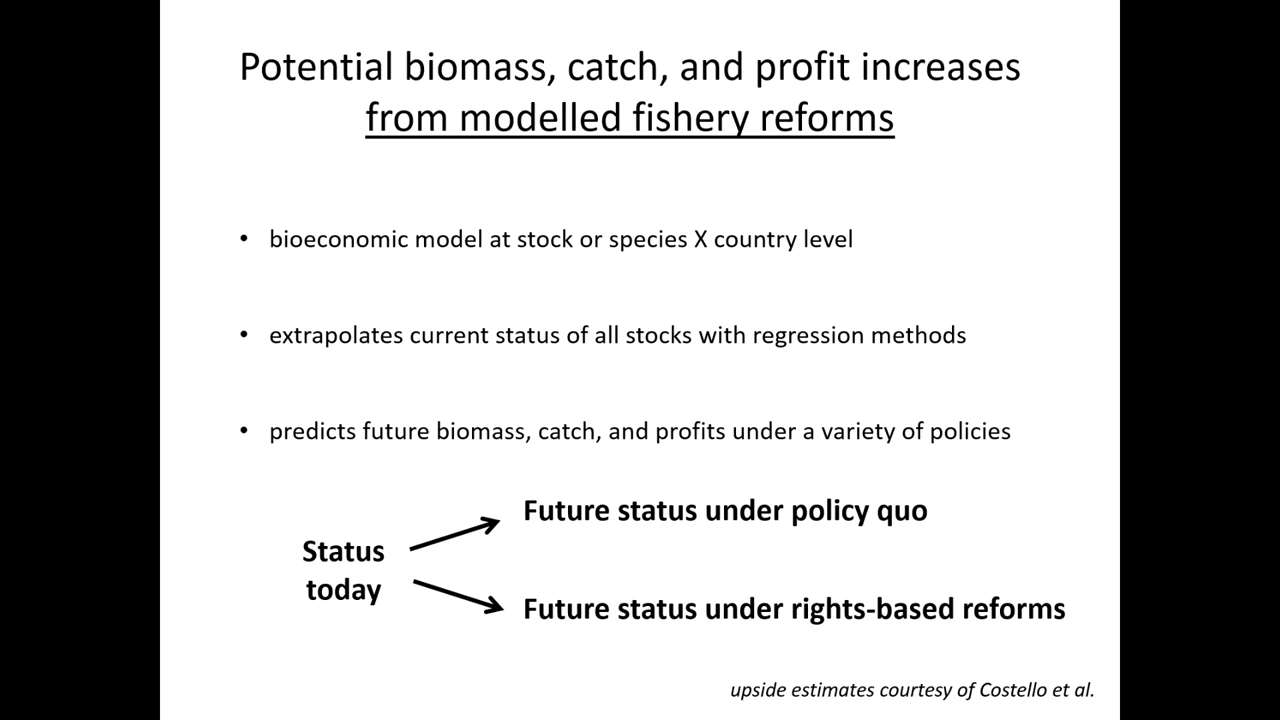 Potential biomass, catch, and profit increases
from modelled fishery reforms
• bioeconomic model at stock or species X country level
• extrapolates current status of all stocks with regression methods
• predicts future biomass, catch, and profits under a variety of policies
Status
today
Future status under policy quo
Future status under rights-based reforms
upside estimates courtesy of Costello et al.